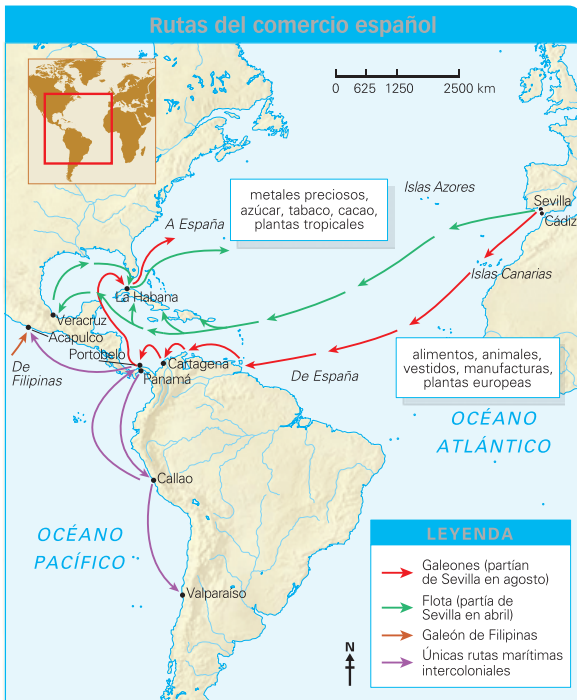 Rutas del comercio español
0 625 1250 2500 km
metales preciosos,
azúcar, tabaco, cacao,
plantas tropicales
Islas Azores
A España
Sevilla
Cádiz
Islas Canarias
La Habana
Veracruz
Acapulco
Portobelo
Cartagena
Panamá
De
Filipinas
De España
alimentos, animales,
vestidos, manufacturas,
plantas europeas
OCÉANO
ATLÁNTICO
Callao
OCÉANO
PACÍFICO
Valparaíso
N
LEYENDA
Galeones (partían
de Sevilla en agosto)
Flota (partía de
Sevilla en abril)
Galeón de Filipinas
Únicas rutas marítimas
intercoloniales